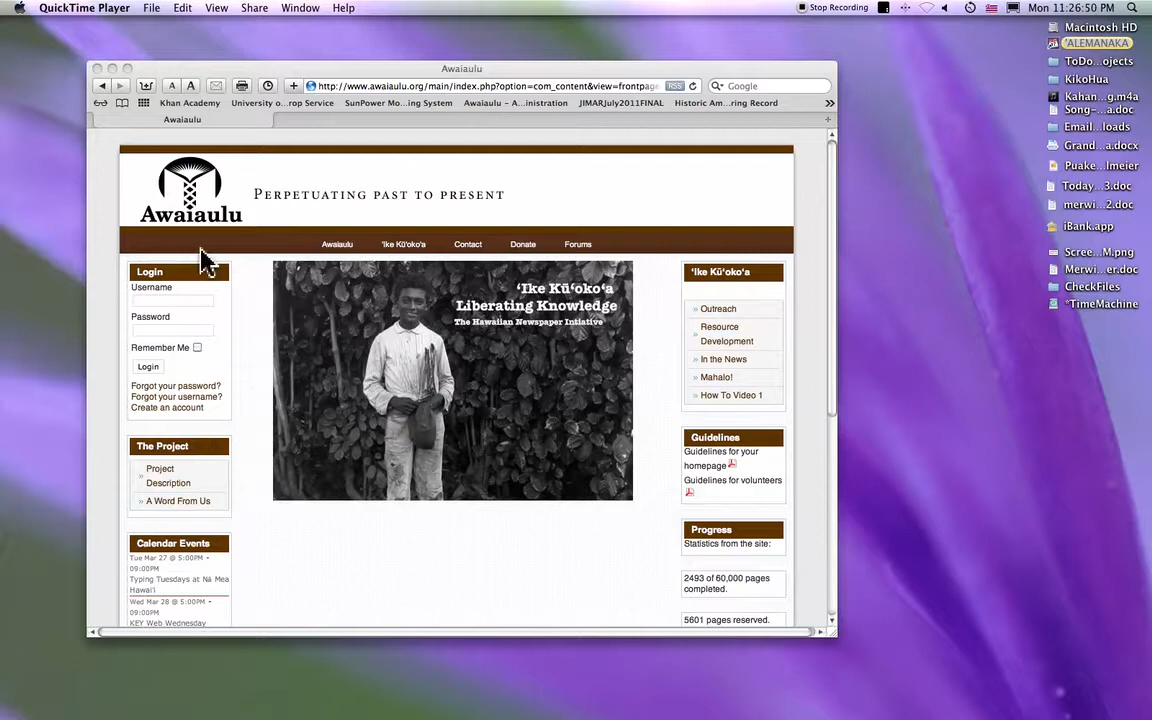 QuickTime Player File Edit View Share Window Help
Stop Recording
Mon 11:26:50 PM
Macintosh HD
'ALEMANAKA
ToDo...ojects
KikoHua
Kahan...g.m4a
Song-...a.doc
Email...loads
Grand...a.docx
Puake...lmeier
Today...3.doc
merwi...2.doc
iBank.app
Scree...M.png
Merwi...er.doc
CheckFiles
*TimeMachine
Awaiaulu
A A
http://www.awaiaulu.org/main/index.php?option=com_content&view=frontpag
RSS
Google
Khan Academy University o...rop Service SunPower Mo...ing System Awaiaulu - A...inistration JIMARJuly2011FINAL Historic Am...ring Record
Awaiaulu
Awaiaulu
PERPETUATING PAST TO PRESENT
Awaiaulu 'Ike Kūʻokoʻa Contact Donate Forums
Login
Username
Password
Remember Me
Login
Forgot your password?
Forgot your username?
Create an account
The Project
» Project Description
» A Word From Us
Calendar Events
Tue Mar 27 @ 5:00PM -
09:00PM
Typing Tuesdays at Nā Mea
Hawaiʻi
Wed Mar 28 @ 5:00PM -
09:00PM
KEY Web Wednesday
ʻIke Kūʻokoʻa
Liberating Knowledge
The Hawaiian Newspaper Intiative
ʻIke Kūʻokoʻa
» Outreach
» Resource
Development
» In the News
» Mahalo!
» How To Video 1
Guidelines
Guidelines for your
homepage
Guidelines for volunteers
Progress
Statistics from the site:
2493 of 60,000 pages
completed.
5601 pages reserved.